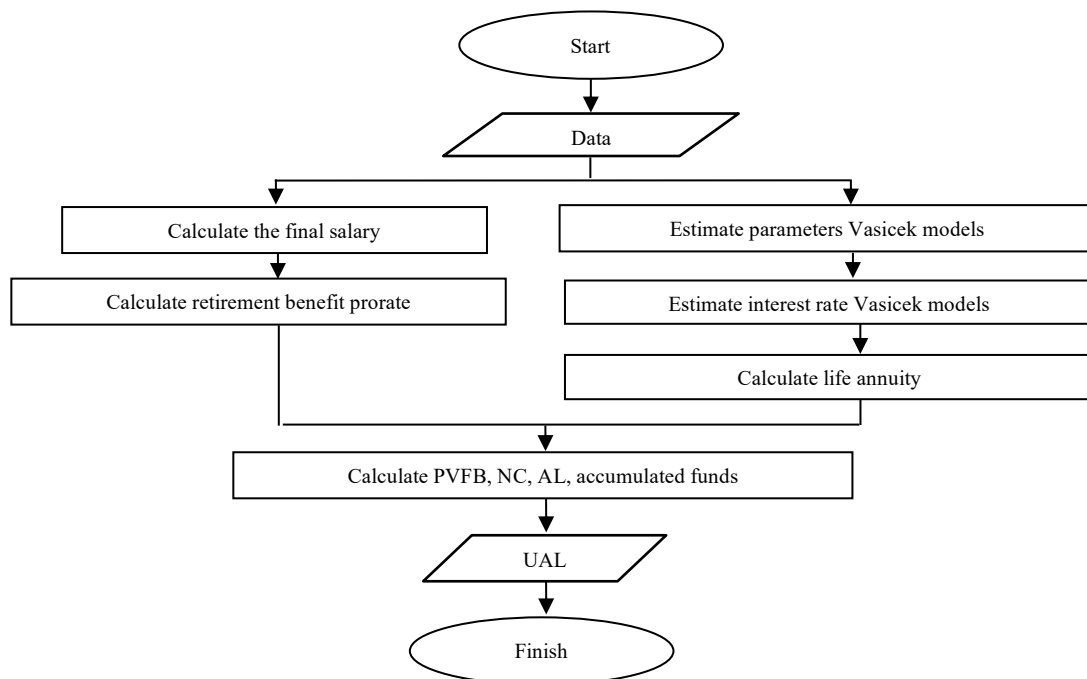 Start
Data
Calculate the final salary
Estimate parameters Vasicek models
Calculate retirement benefit prorate
Estimate interest rate Vasicek models
Calculate life annuity
Calculate PVFB, NC, AL, accumulated funds
UAL
Finish